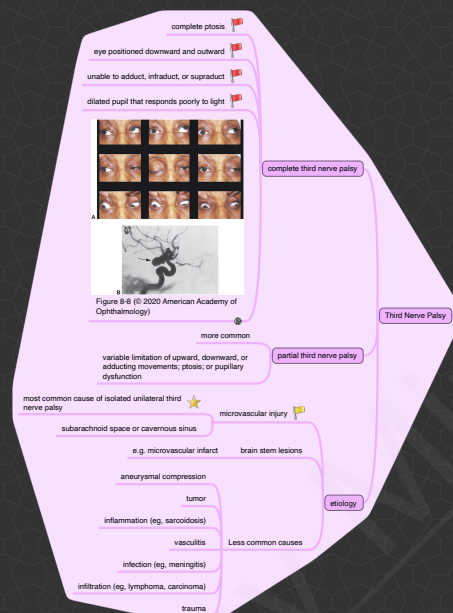 complete ptosis
eye positioned downward and outward
unable to adduct, infraduct, or supraduct
dilated pupil that responds poorly to light
A
B
Figure 8-8 (© 2020 American Academy of
Ophthalmology)
complete third nerve palsy
Third Nerve Palsy
more common
variable limitation of upward, downward, or
adducting movements; ptosis; or pupillary
dysfunction
partial third nerve palsy
most common cause of isolated unilateral third
nerve palsy
subarachnoid space or cavernous sinus
microvascular injury
e.g. microvascular infarct
brain stem lesions
etiology
aneurysmal compression
tumor
inflammation (eg, sarcoidosis)
vasculitis
Less common causes
infection (eg, meningitis)
infiltration (eg, lymphoma, carcinoma)
trauma